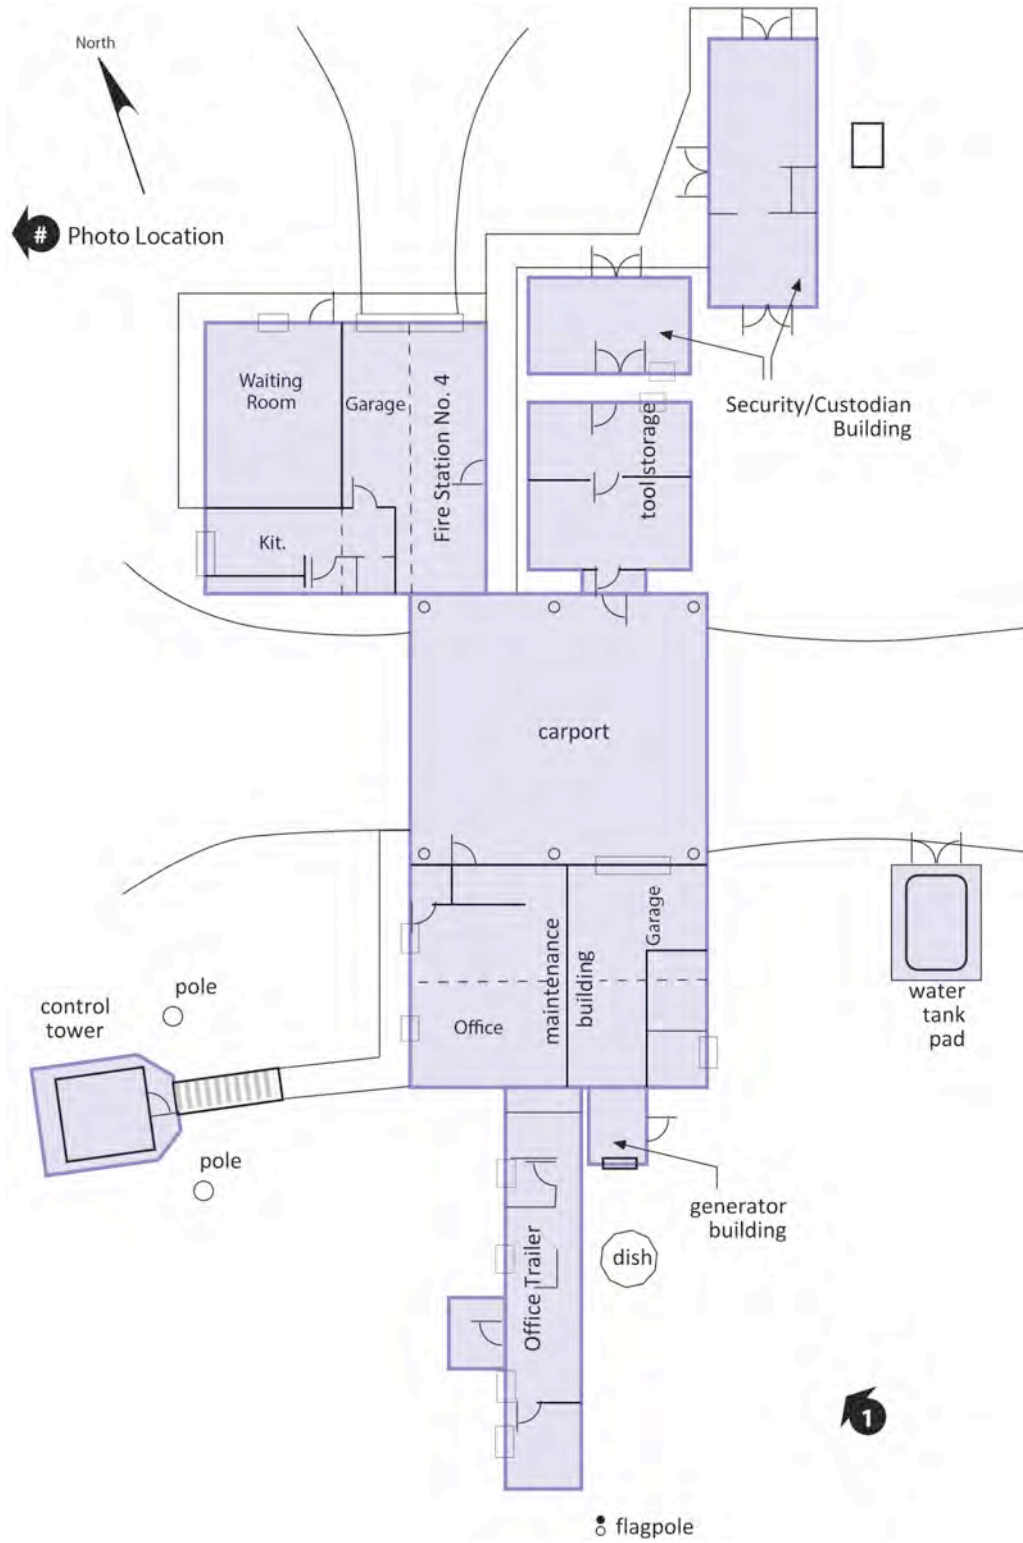 North
# Photo Location
Waiting
Room
Garage
Fire Station No. 4
Kit.
tool storage
Security/Custodian
Building
carport
maintenance
building
Garage
Office
water
tank
pad
pole
control
tower
pole
generator
building
dish
Office Trailer
1
flagpole